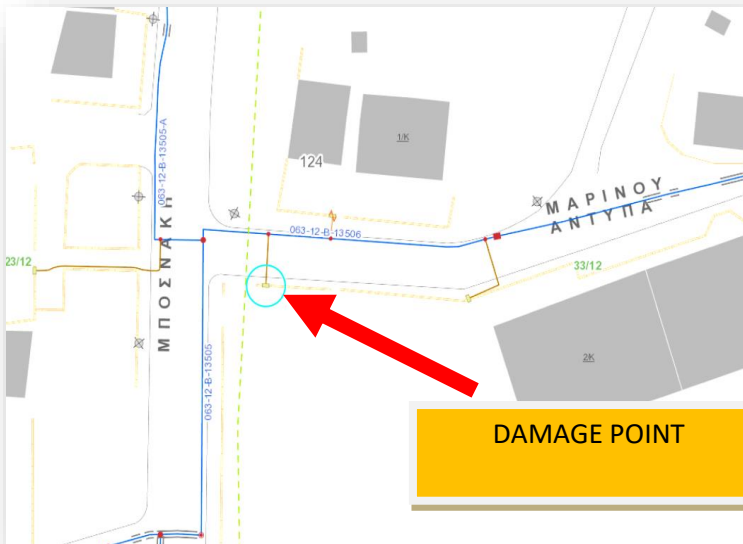 063-12-B-13505-A
1/K
124
ΜΠΟΣΝΑΚΗ
ΜΑΡΙΝΟΥ
ΑΝΤΥΠΑ
063-12-B-13506
23/12
33/12
063-12-B-13505
2K
DAMAGE POINT